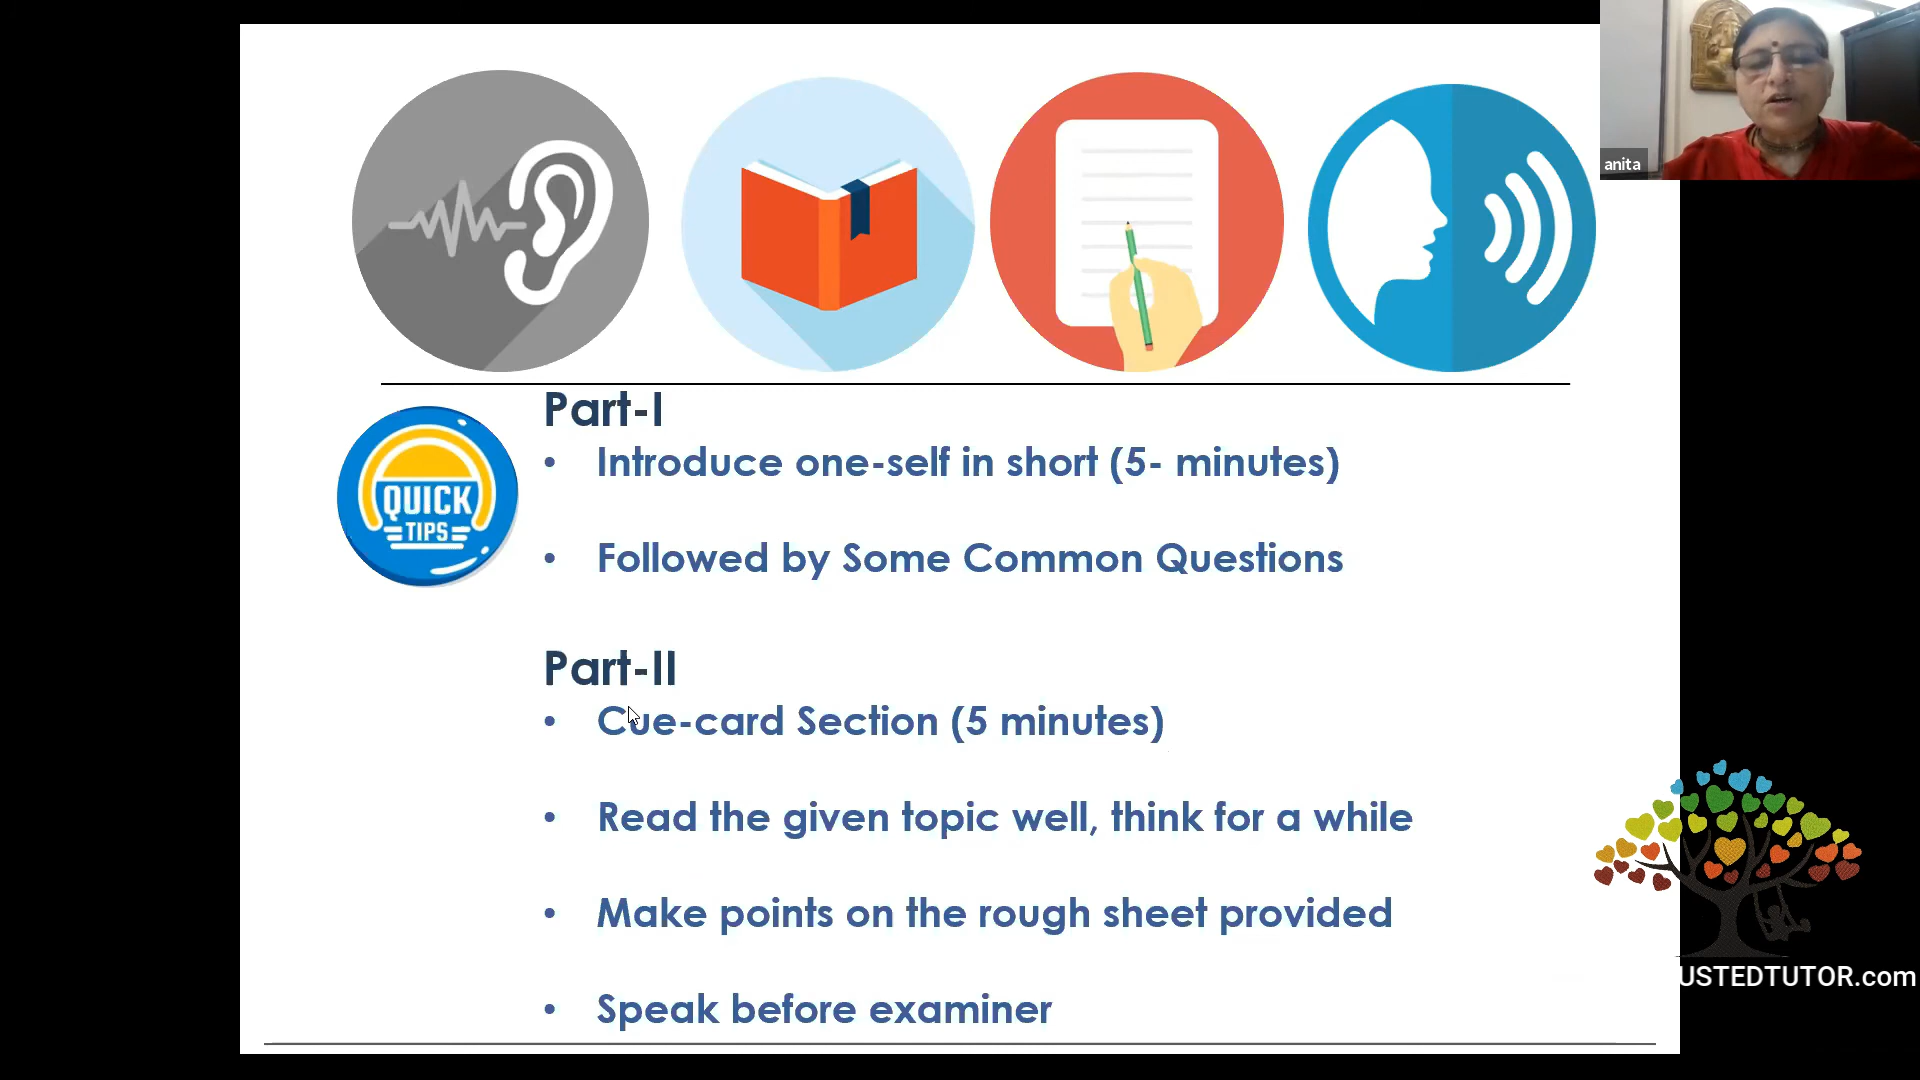 anita
Part-I
• Introduce one-self in short (5- minutes)
• Followed by Some Common Questions
QUICK
TIPS
Part-II
• Cue-card Section (5 minutes)
• Read the given topic well, think for a while
• Make points on the rough sheet provided
• Speak before examiner
USTEDTUTOR.com